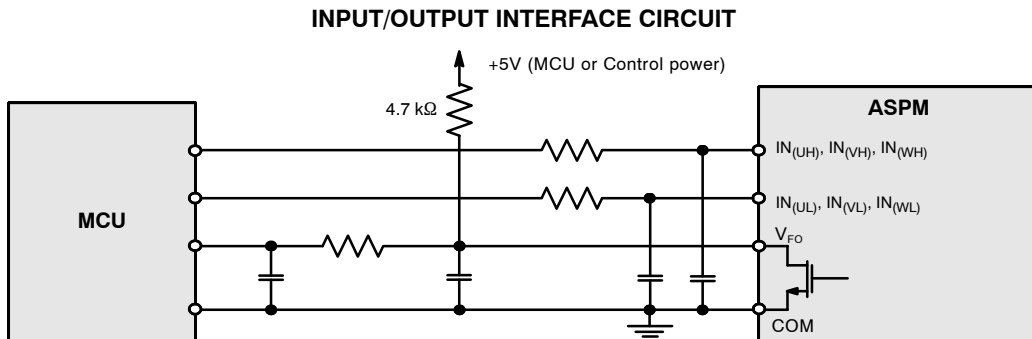 INPUT/OUTPUT INTERFACE CIRCUIT
+5V (MCU or Control power)
4.7 kΩ
ASPM
IN(UH), IN(VH), IN(WH)
IN(UL), IN(VL), IN(WL)
MCU
VFO
COM